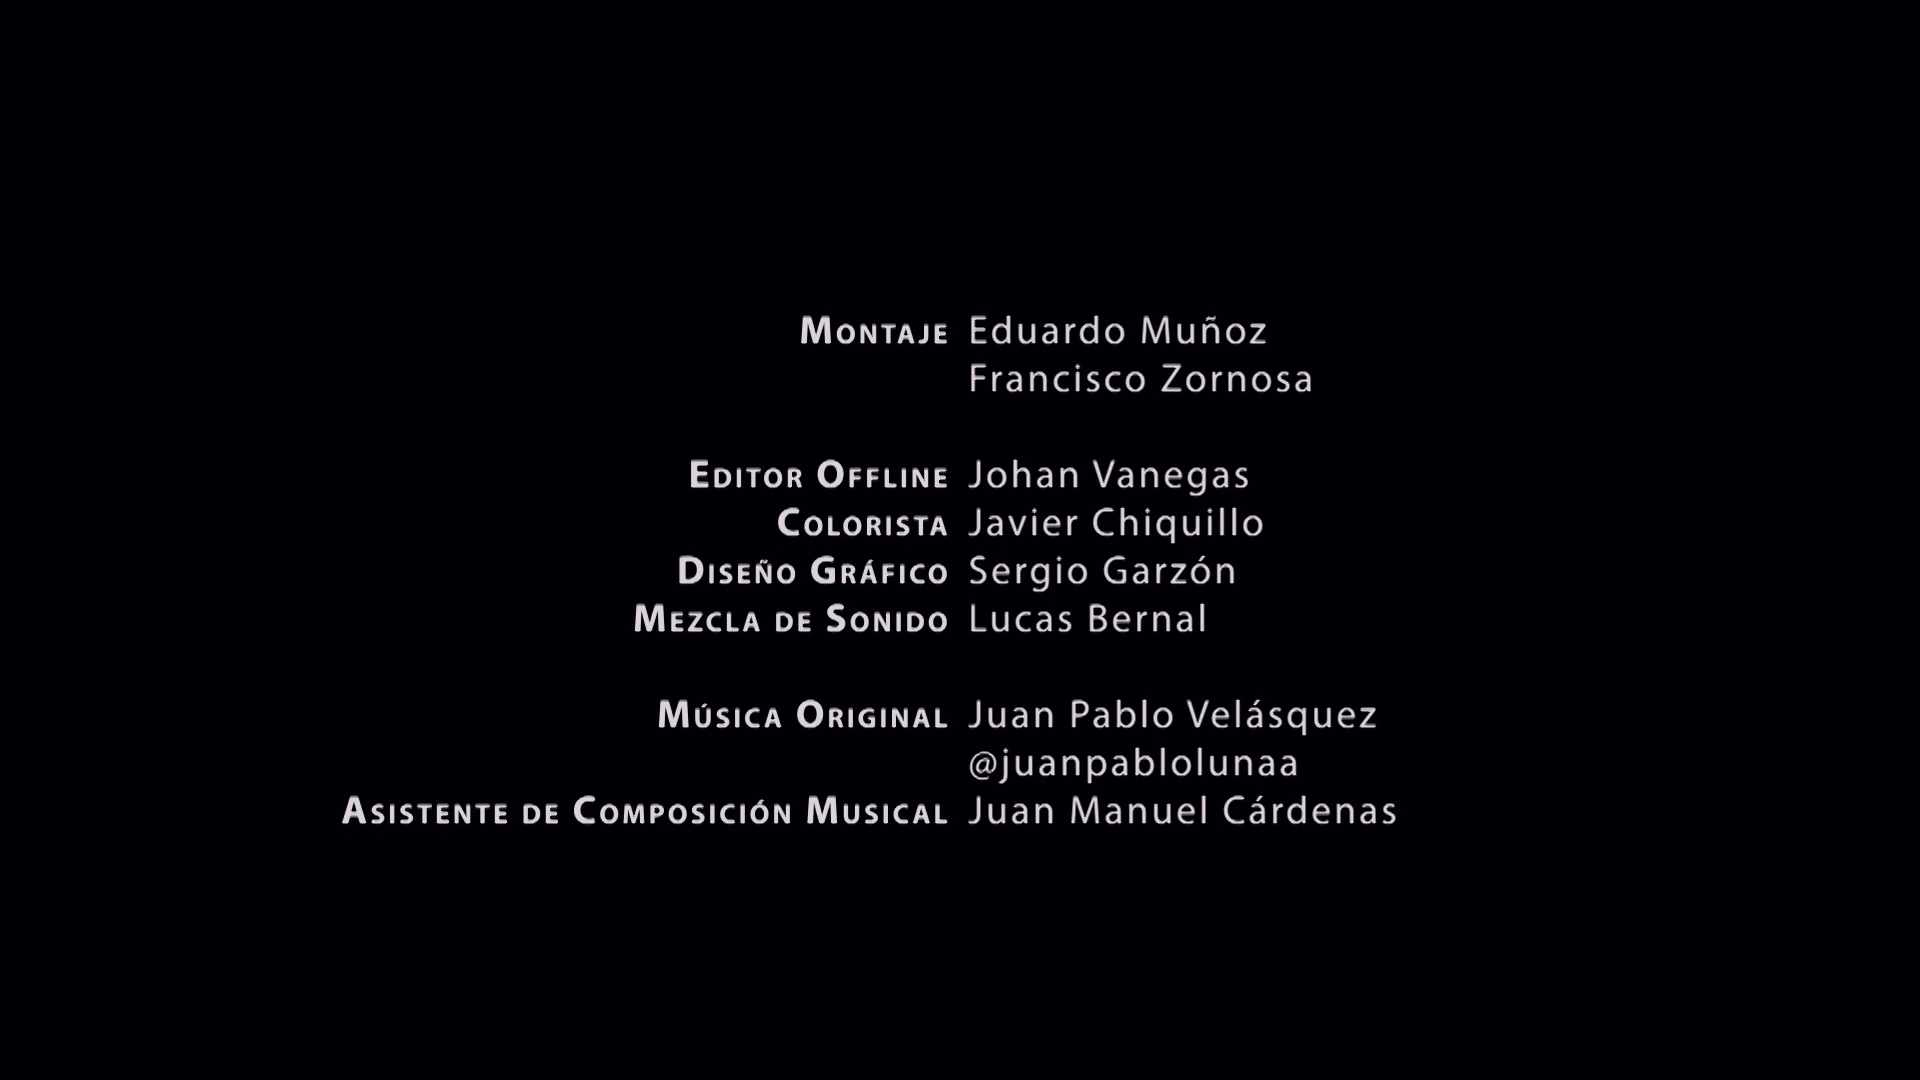 Montaje Eduardo Muñoz
Francisco Zornosa
Editor Offline Johan Vanegas
Colorista Javier Chiquillo
Diseño Gráfico Sergio Garzón
Mezcla de Sonido Lucas Bernal
Música Original Juan Pablo Velásquez
@juanpablolunaa
Asistente de Composición Musical Juan Manuel Cárdenas